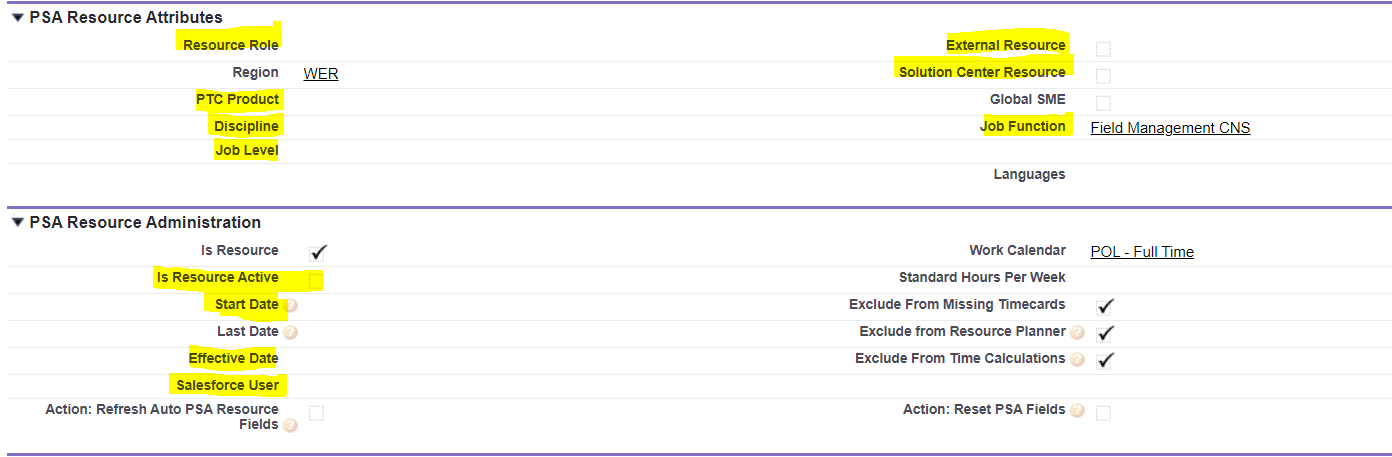 PSA Resource Attributes
Resource Role External Resource
Region WER Solution Center Resource
PTC Product Global SME
Discipline Job Function Field Management CNS
Job Level
Languages
PSA Resource Administration
Is Resource Work Calendar POL - Full Time
Is Resource Active Standard Hours Per Week
Start Date ? Exclude From Missing Timecards
Last Date ? Exclude from Resource Planner ?
Effective Date Exclude From Time Calculations ?
Salesforce User
Action: Refresh Auto PSA Resource Action: Reset PSA Fields ?
Fields ?